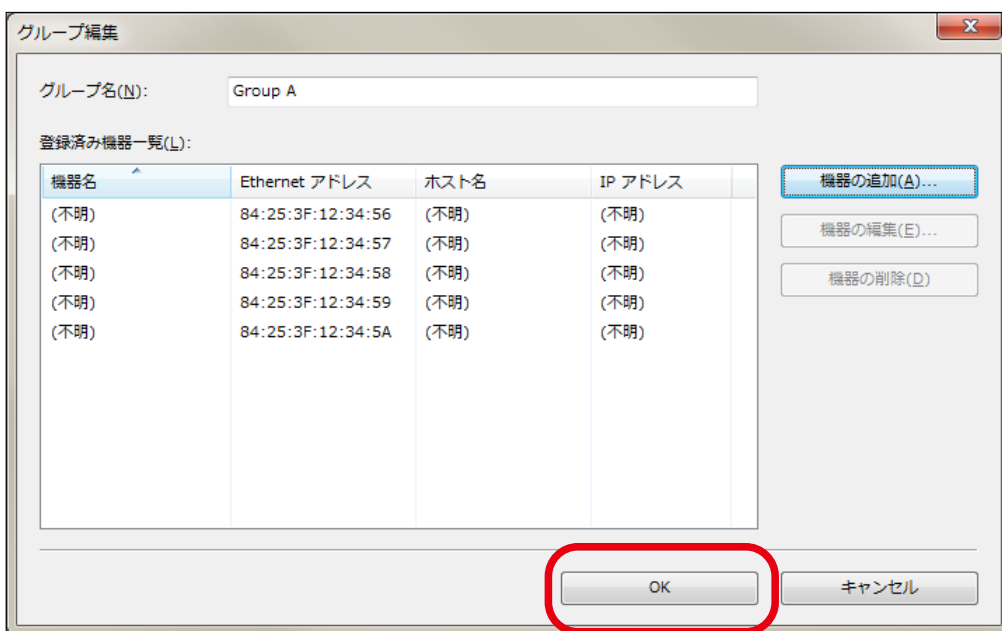 グループ編集
グループ名(N): Group A
登録済み機器一覧(L):
機器名 Ethernet アドレス ホスト名 IP アドレス 機器の追加(A)...
(不明) 84:25:3F:12:34:56 (不明) (不明)
機器の編集(E)...
(不明) 84:25:3F:12:34:57 (不明) (不明)
(不明) 84:25:3F:12:34:58 (不明) (不明) 機器の削除(D)
(不明) 84:25:3F:12:34:59 (不明) (不明)
(不明) 84:25:3F:12:34:5A (不明) (不明)
OK キャンセル